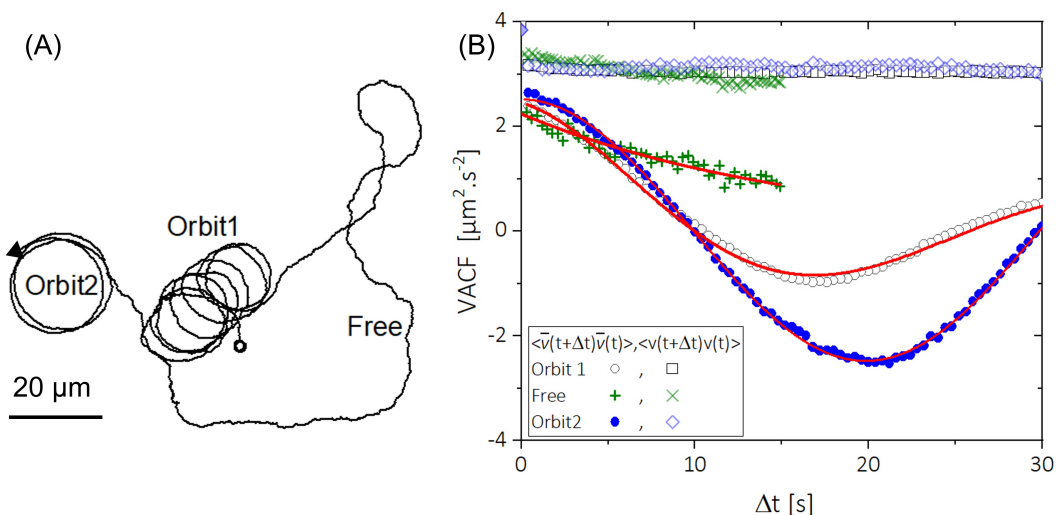 (A)
Orbit1
Orbit2
Free
20 μm
(B)
VACF [μm².s⁻²]
4
2
0
-2
-4
<v̅(t+Δt)v̅(t)>,<v(t+Δt)v(t)>
Orbit 1 ,
Free ,
Orbit2 ,
0 10 20 30
Δt [s]